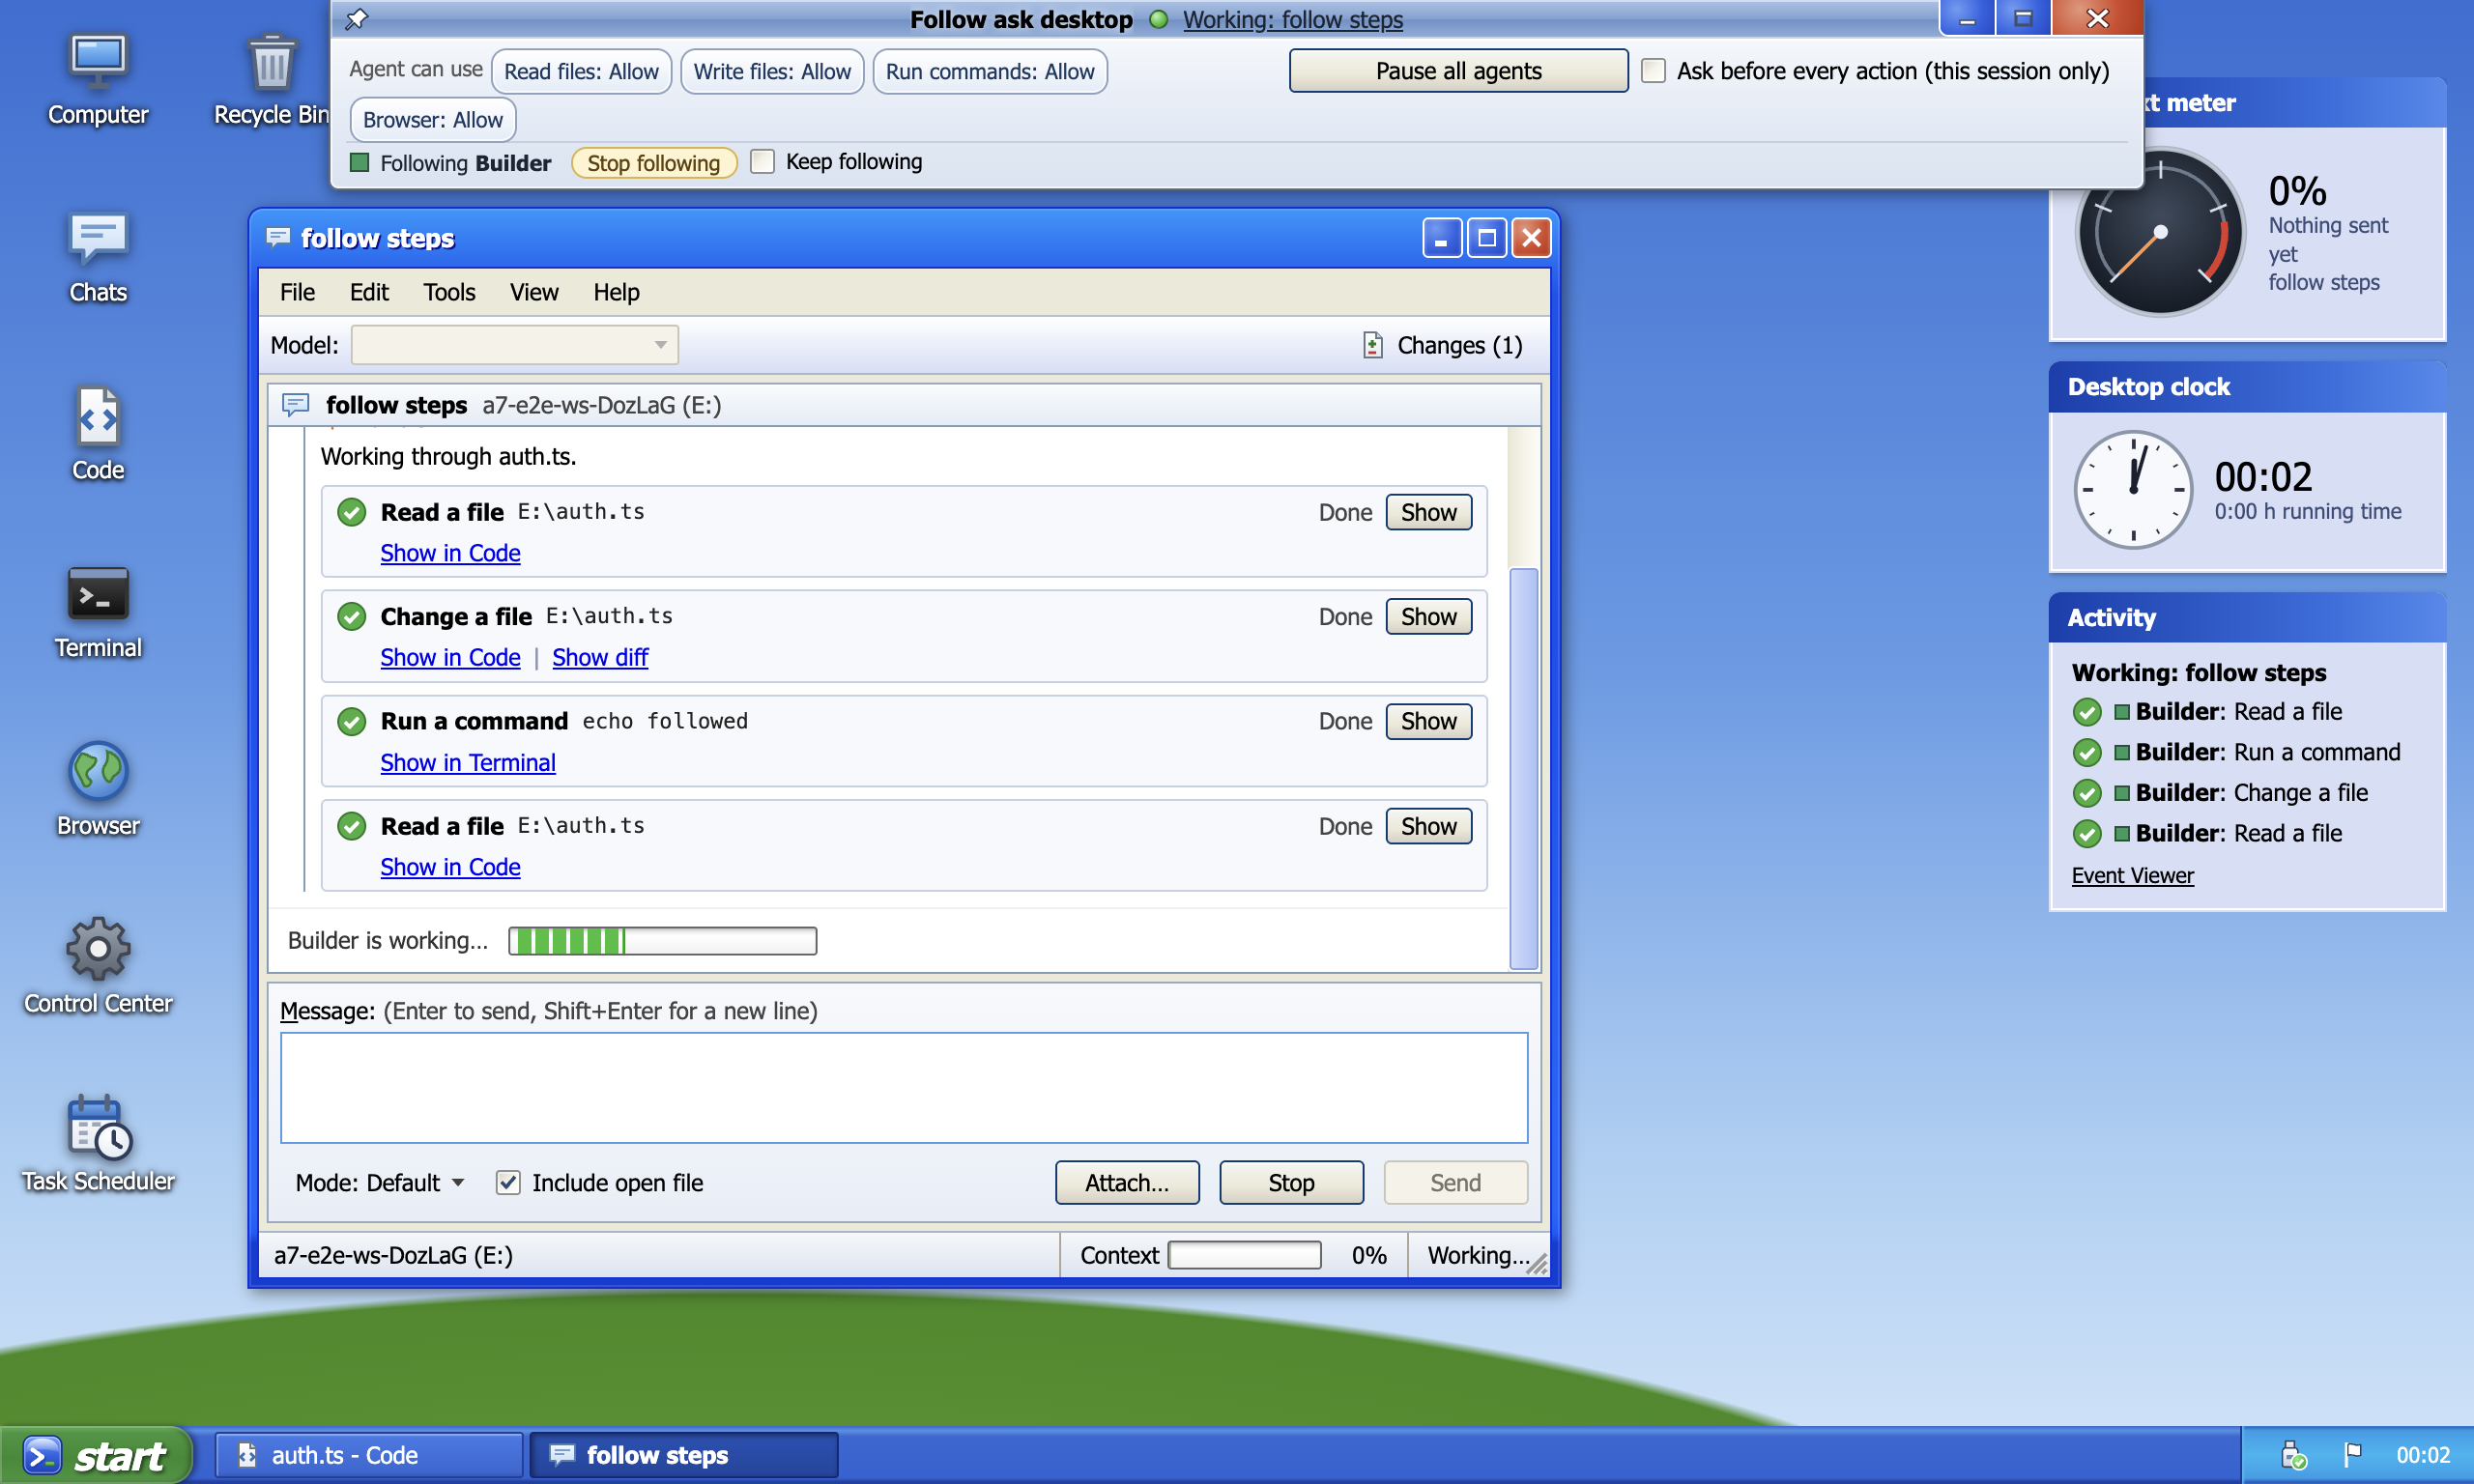 Follow ask desktop Working: follow steps
Agent can use Read files: Allow Write files: Allow Run commands: Allow Pause all agents Ask before every action (this session only)
Browser: Allow
Following Builder Stop following Keep following
Computer
Recycle Bin
Chats
Code
Terminal
Browser
Control Center
Task Scheduler
follow steps
File Edit Tools View Help
Model: Changes (1)
follow steps a7-e2e-ws-DozLaG (E:)
Working through auth.ts.
Read a file E:\auth.ts Done Show
Show in Code
Change a file E:\auth.ts Done Show
Show in Code | Show diff
Run a command echo followed Done Show
Show in Terminal
Read a file E:\auth.ts Done Show
Show in Code
Builder is working...
Message: (Enter to send, Shift+Enter for a new line)
Mode: Default Include open file Attach... Stop Send
a7-e2e-ws-DozLaG (E:) Context 0% Working...
meter
0%
Nothing sent
yet
follow steps
Desktop clock
00:02
0:00 h running time
Activity
Working: follow steps
Builder: Read a file
Builder: Run a command
Builder: Change a file
Builder: Read a file
Event Viewer
start auth.ts - Code follow steps 00:02